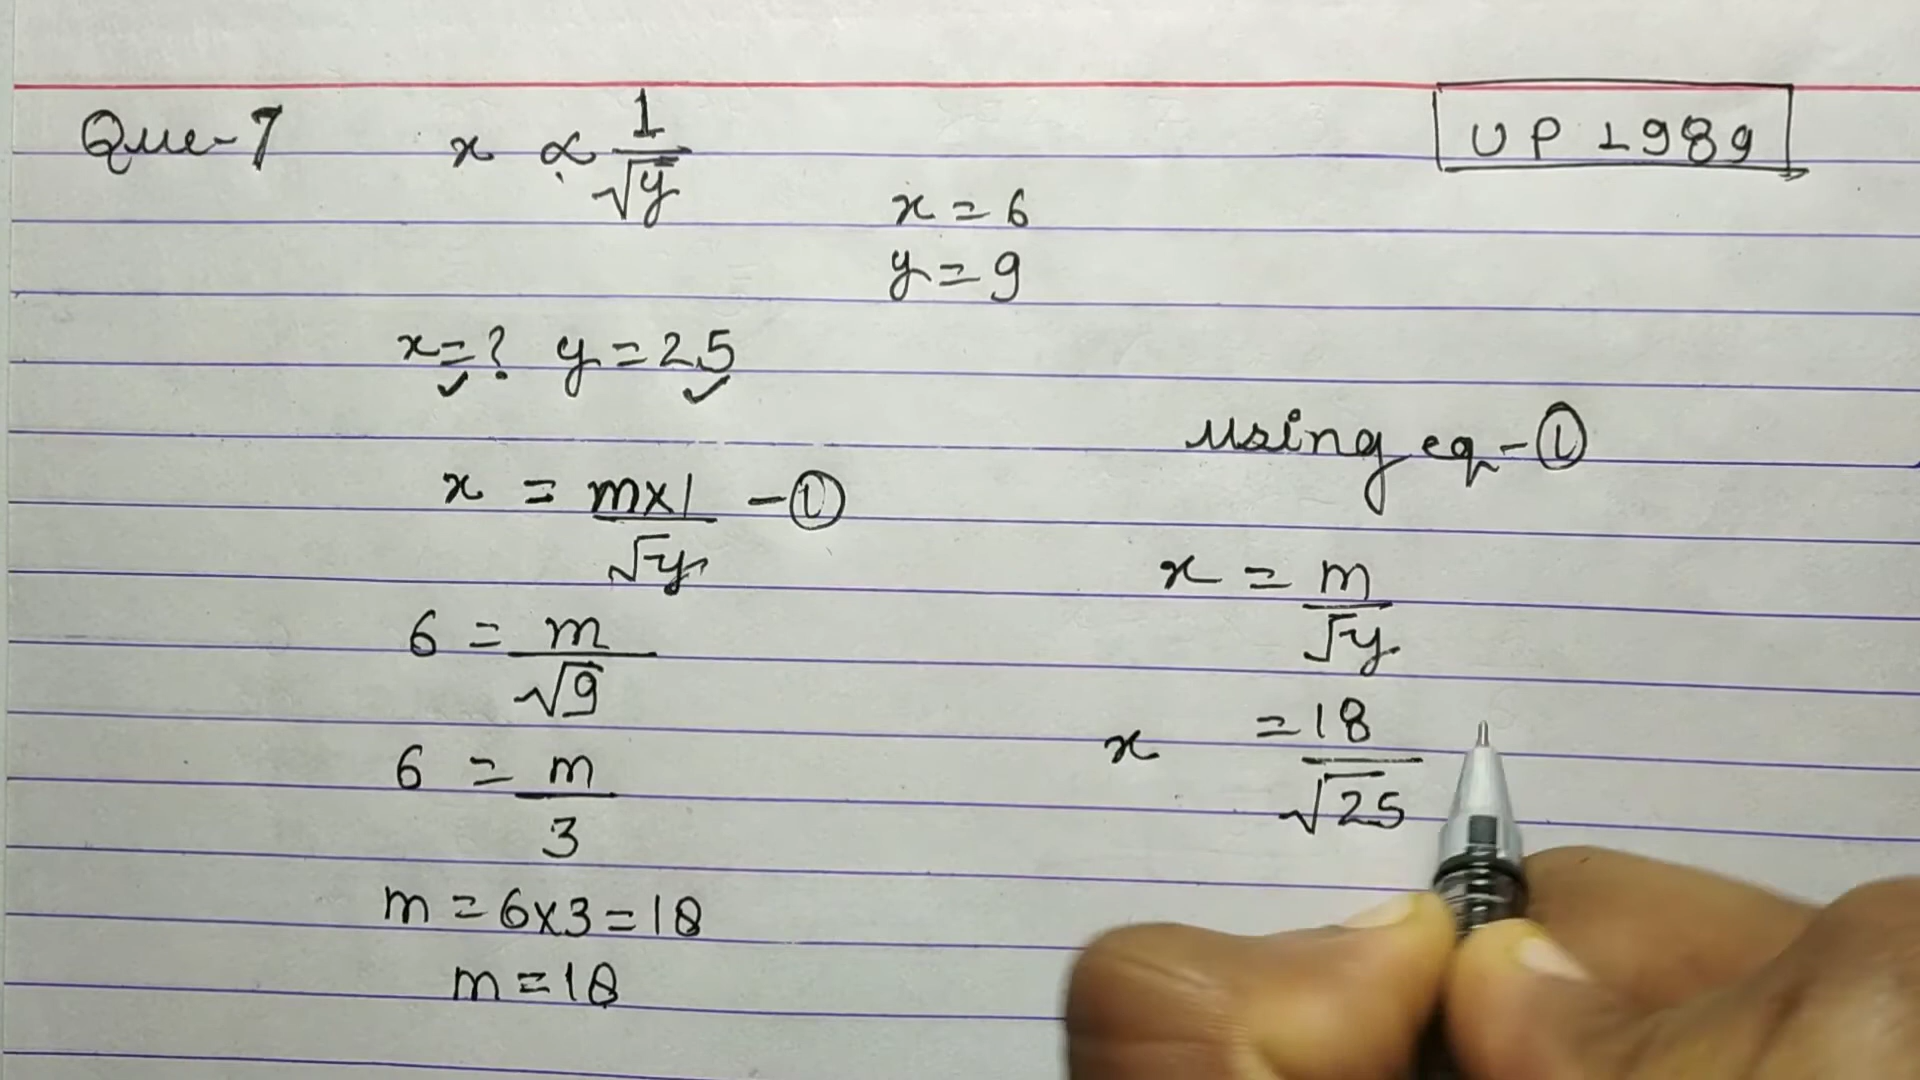 Que-7 x ∝ 1/√y
UP 1989
x = 6
y = 9
x = ? y = 25
x = m×1/√y - ①
6 = m/√9
6 = m/3
m = 6×3 = 18
m = 18
using eq - ①
x = m/√y
x = 18/√25